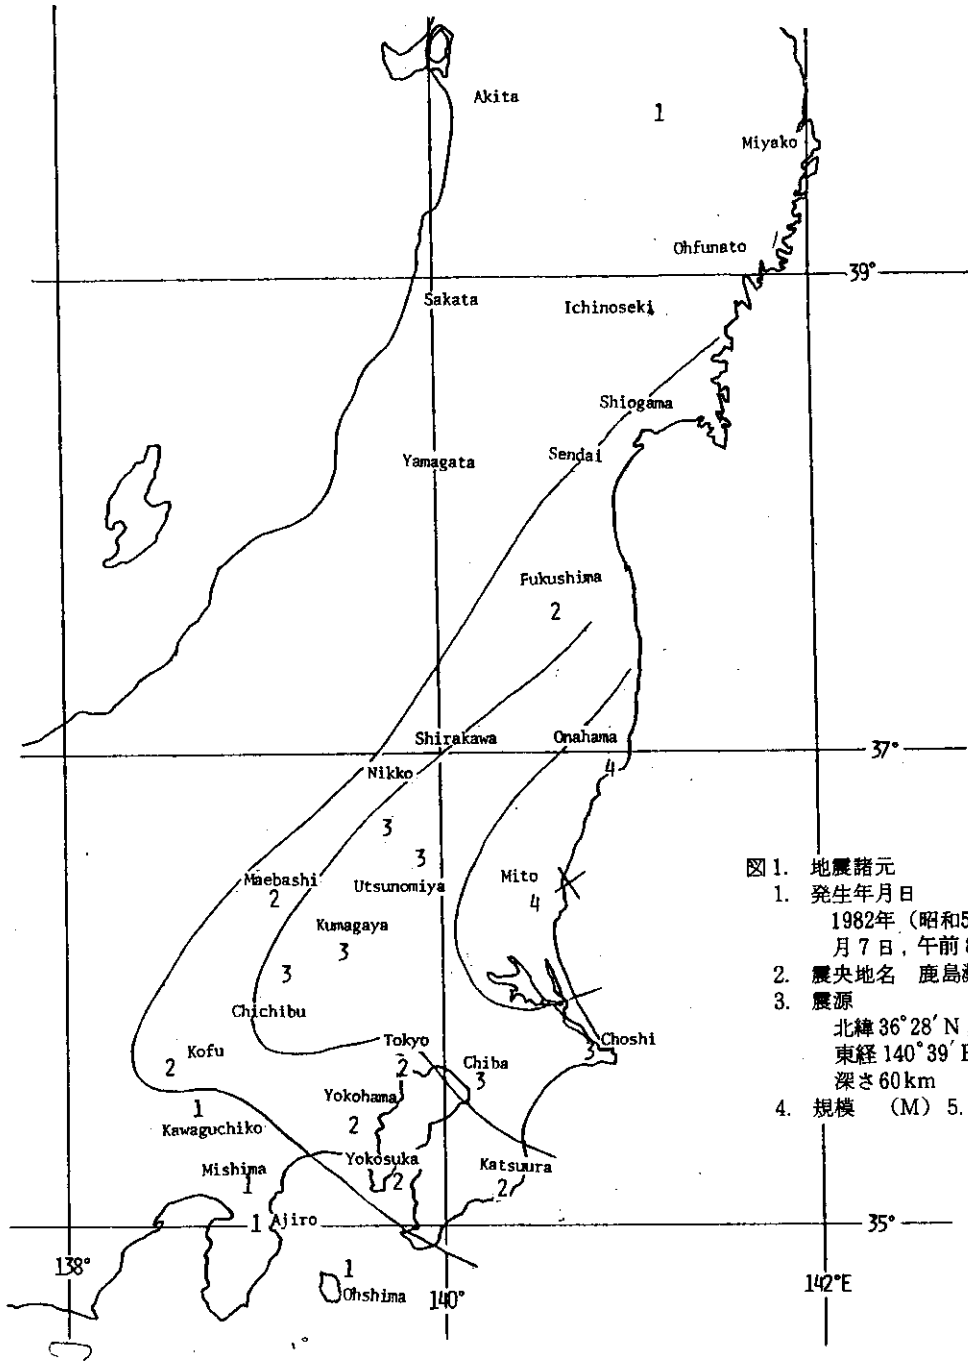 Akita
1
Miyako
Ohfunato
39°
Sakata
Ichinoseki
Shiogama
Sendai
Yamagata
Fukushima
2
Shirakawa
Onahama
37°
4
Nikko
3
3
Maebashi
2
Utsunomiya
Mito
4
Kumagaya
3
3
Chichibu
Tokyo
2
Choshi
3
Kofu
2
Chiba
3
Yokohama
2
1
Kawaguchiko
Yokosuka
2
Katsuura
2
Mishima
1
1 Ajiro
35°
138°
1
Ohshima
140°
142°E
図1. 地震諸元
1. 発生年月日
1982年（昭和5
月7日，午前8
2. 震央地名 鹿島
3. 震源
北緯36°28′N
東経140°39′E
深さ60km
4. 規模 （M）5.